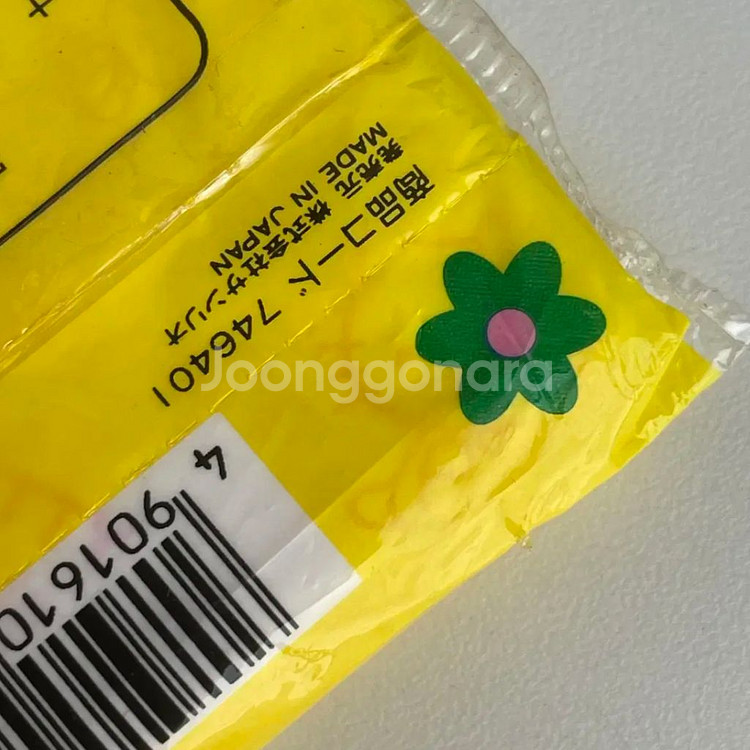 4 901610
商品コード 746401
発売元 株式会社サンリオ
MADE IN JAPAN
Joonggonara